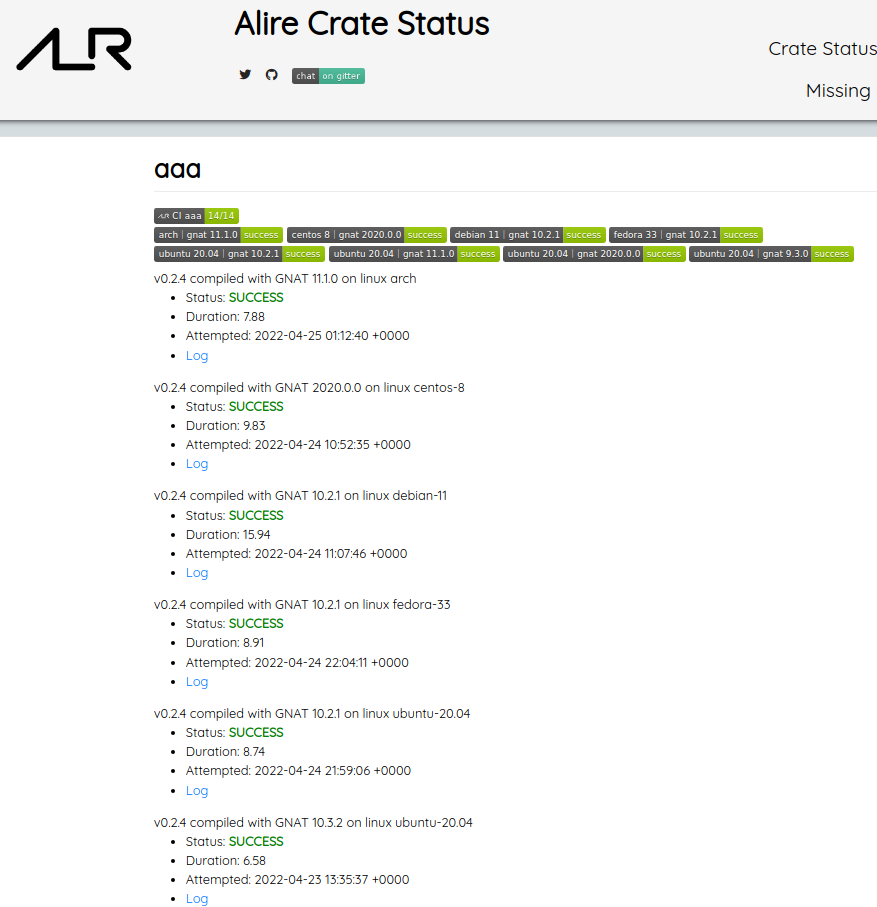 ALR
Alire Crate Status
chat on gitter
Crate Status
Missing
aaa
ALR CI aaa 14/14
arch | gnat 11.1.0 success centos 8 | gnat 2020.0.0 success debian 11 | gnat 10.2.1 success fedora 33 | gnat 10.2.1 success
ubuntu 20.04 | gnat 10.2.1 success ubuntu 20.04 | gnat 11.1.0 success ubuntu 20.04 | gnat 2020.0.0 success ubuntu 20.04 | gnat 9.3.0 success
v0.2.4 compiled with GNAT 11.1.0 on linux arch
• Status: SUCCESS
• Duration: 7.88
• Attempted: 2022-04-25 01:12:40 +0000
• Log
v0.2.4 compiled with GNAT 2020.0.0 on linux centos-8
• Status: SUCCESS
• Duration: 9.83
• Attempted: 2022-04-24 10:52:35 +0000
• Log
v0.2.4 compiled with GNAT 10.2.1 on linux debian-11
• Status: SUCCESS
• Duration: 15.94
• Attempted: 2022-04-24 11:07:46 +0000
• Log
v0.2.4 compiled with GNAT 10.2.1 on linux fedora-33
• Status: SUCCESS
• Duration: 8.91
• Attempted: 2022-04-24 22:04:11 +0000
• Log
v0.2.4 compiled with GNAT 10.2.1 on linux ubuntu-20.04
• Status: SUCCESS
• Duration: 8.74
• Attempted: 2022-04-24 21:59:06 +0000
• Log
v0.2.4 compiled with GNAT 10.3.2 on linux ubuntu-20.04
• Status: SUCCESS
• Duration: 6.58
• Attempted: 2022-04-23 13:35:37 +0000
• Log